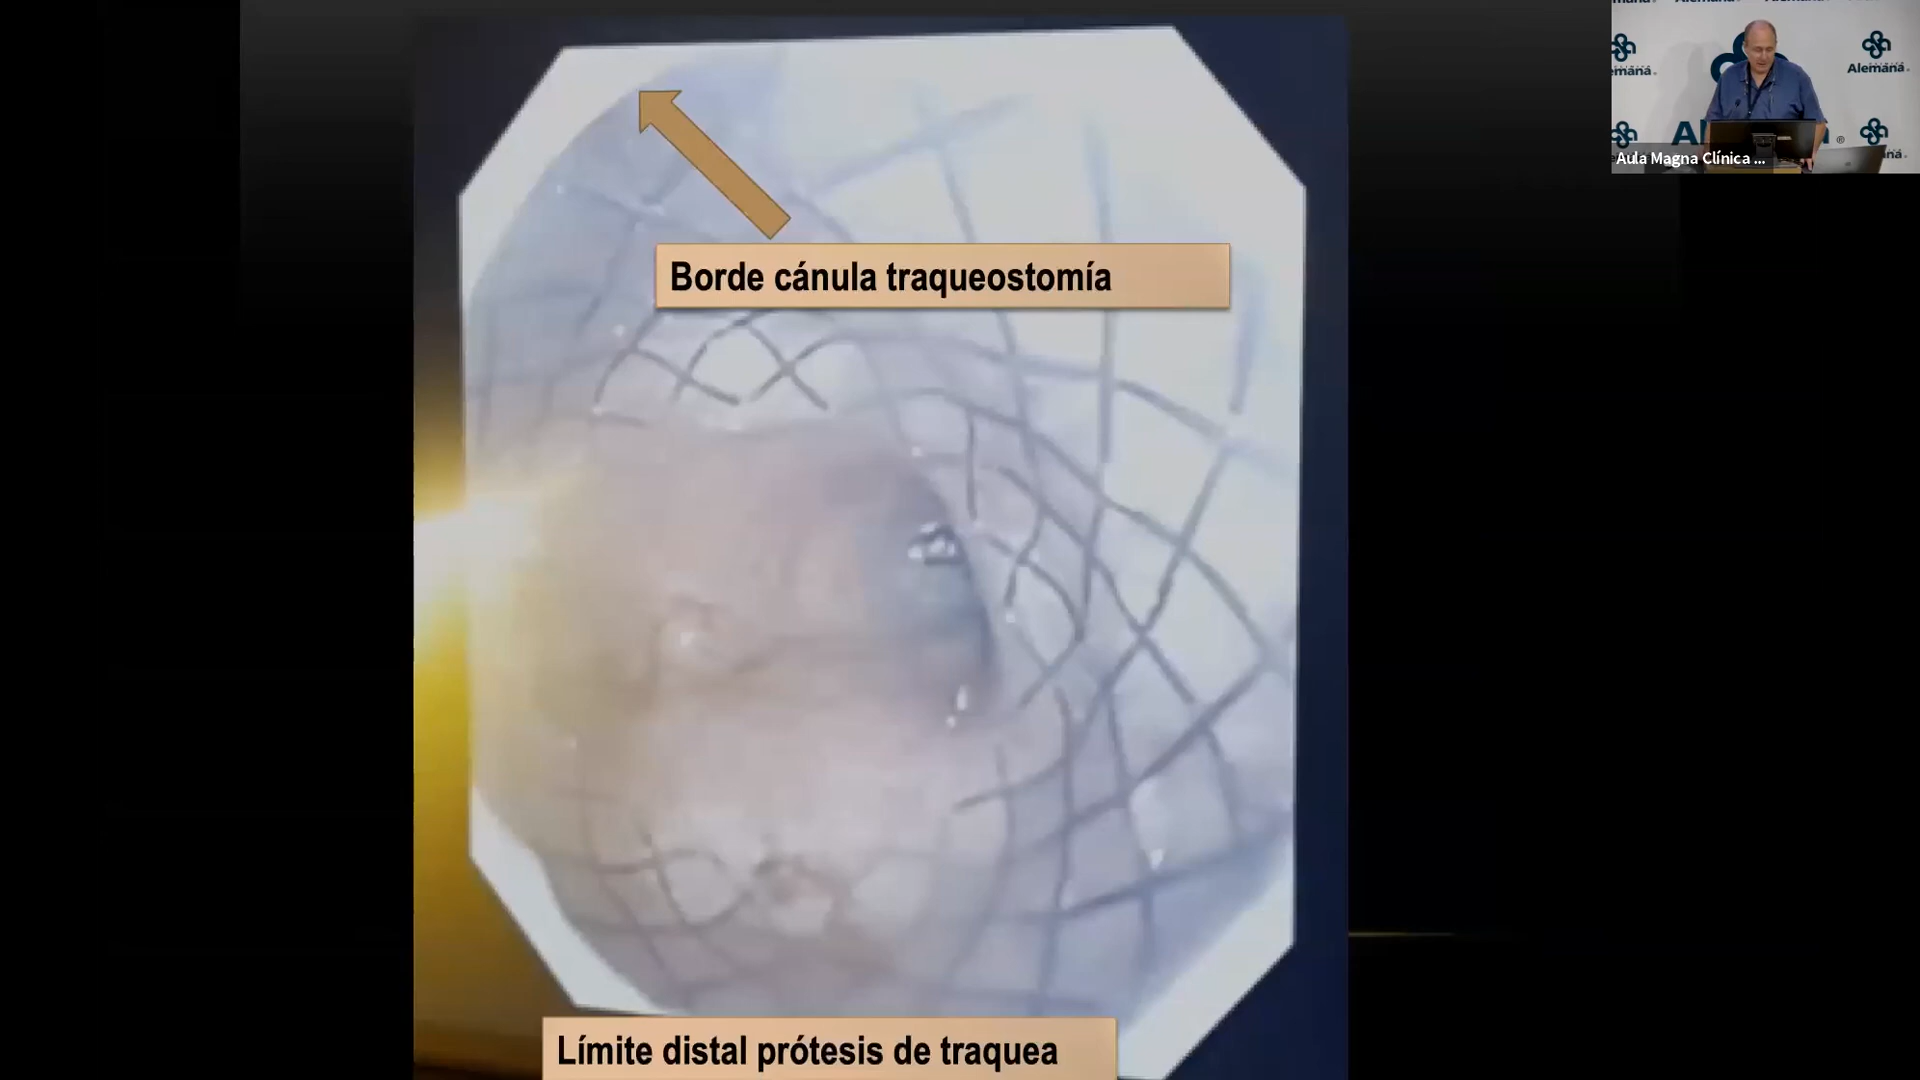 Borde cánula traqueostomía
Límite distal prótesis de traquea
Alemana
Alemana
Aula Magna Clínica ...